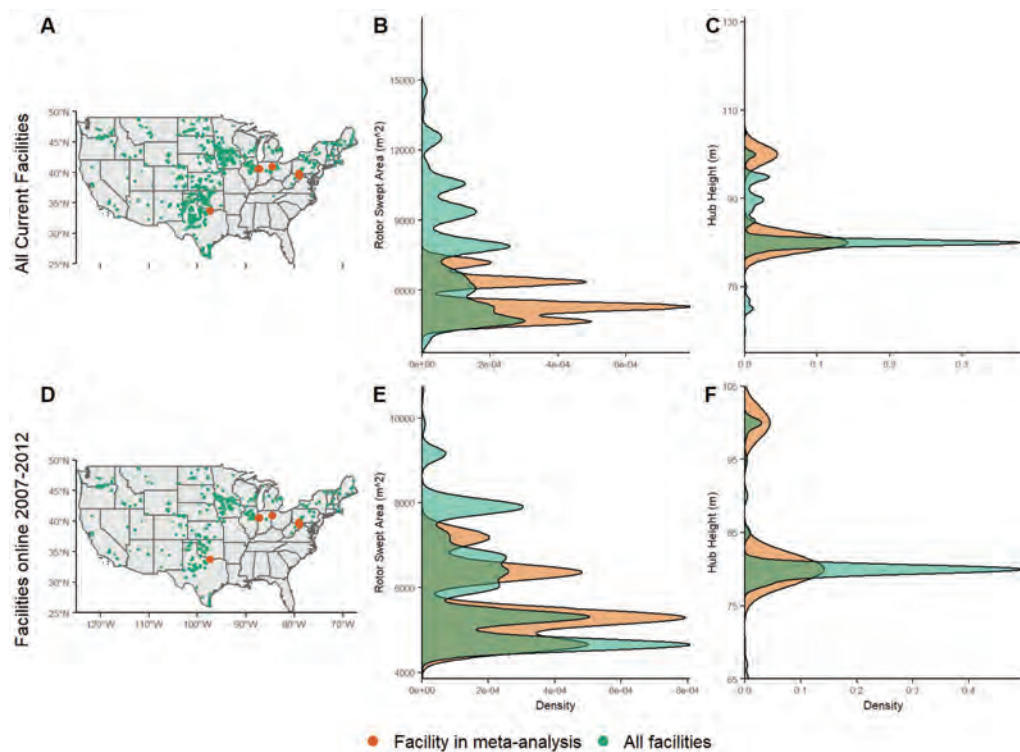 A
B
C
All Current Facilities
50°N
45°N
40°N
35°N
30°N
25°N
Rotor Swept Area (m^2)
15000
12000
9000
6000
0e+00
2e-04
4e-04
6e-04
Hub Height (m)
130
110
90
70
0.0
0.1
0.2
0.3
D
E
F
Facilities online 2007-2012
50°N
45°N
40°N
35°N
30°N
25°N
120°W
110°W
100°W
90°W
80°W
70°W
Rotor Swept Area (m^2)
10000
8000
6000
4000
0e+00
2e-04
4e-04
6e-04
8e-04
Density
Hub Height (m)
105
95
85
75
65
0.0
0.1
0.2
0.3
0.4
Density
Facility in meta-analysis
All facilities